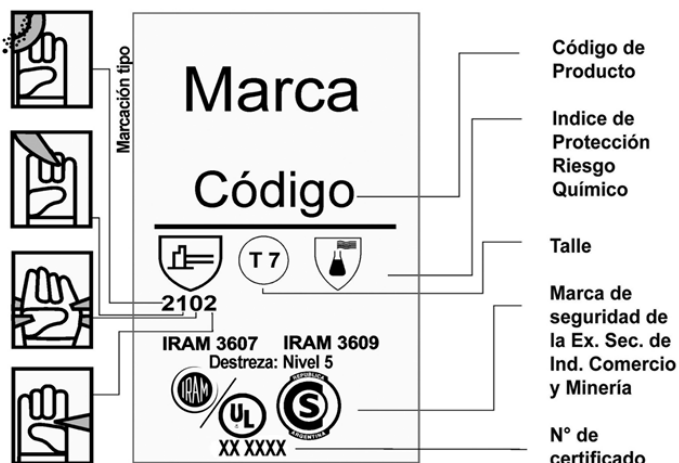 Marcación tipo
Marca
Código
T 7
2102
IRAM 3607 IRAM 3609
Destreza: Nivel 5
IRAM
UL
REPUBLICA
S
ARGENTINA
XX XXXX
Código de
Producto
Indice de
Protección
Riesgo
Químico
Talle
Marca de
seguridad de
la Ex. Sec. de
Ind. Comercio
y Minería
N° de
certificado